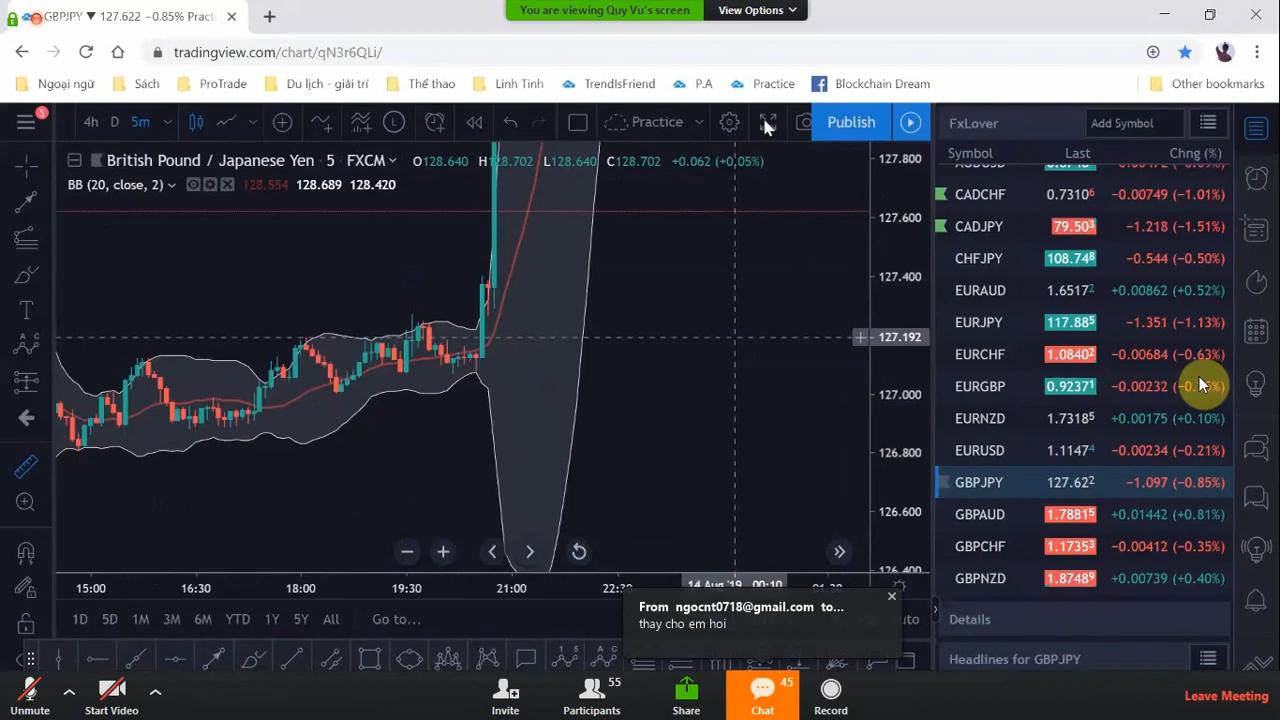 You are viewing Quy Vu's screen
View Options
GBPJPY ▼ 127.622 −0.85% Practi
tradingview.com/chart/qN3r6QLi/
Ngoại ngữ
Sách
ProTrade
Du lịch - giải trí
Thể thao
Linh Tinh
TrendIsFriend
P.A
Practice
Blockchain Dream
Other bookmarks
5
4h
D
5m
L
Practice
Publish
FxLover
Add Symbol
British Pound / Japanese Yen
5
FXCM
O128.640
H128.702
L128.640
C128.702
+0.062 (+0.05%)
BB (20, close, 2)
128.554
128.689
128.420
127.800
127.600
127.400
127.192
127.000
126.800
126.600
126.400
Symbol
Last
Chng (%)
CADCHF 0.73106 −0.00749 (−1.01%)
CADJPY 79.503 −1.218 (−1.51%)
CHFJPY 108.748 −0.544 (−0.50%)
EURAUD 1.65172 +0.00862 (+0.52%)
EURJPY 117.885 −1.351 (−1.13%)
EURCHF 1.08402 −0.00684 (−0.63%)
EURGBP 0.92371 −0.00232
EURNZD 1.73185 +0.00175 (+0.10%)
EURUSD 1.11474 −0.00234 (−0.21%)
GBPJPY 127.622 −1.097 (−0.85%)
GBPAUD 1.78815 +0.01442 (+0.81%)
GBPCHF 1.17353 −0.00412 (−0.35%)
GBPNZD 1.87489 +0.00739 (+0.40%)
15:00
16:30
18:00
19:30
21:00
22:30
14 Aug '19 00:10
01:30
1D
5D
1M
3M
6M
YTD
1Y
5Y
All
Go to...
From ngocnt0718@gmail.com to...
thay cho em hoi
Details
Headlines for GBPJPY
Unmute
Start Video
Invite
55
Participants
Share
45
Chat
Record
Leave Meeting